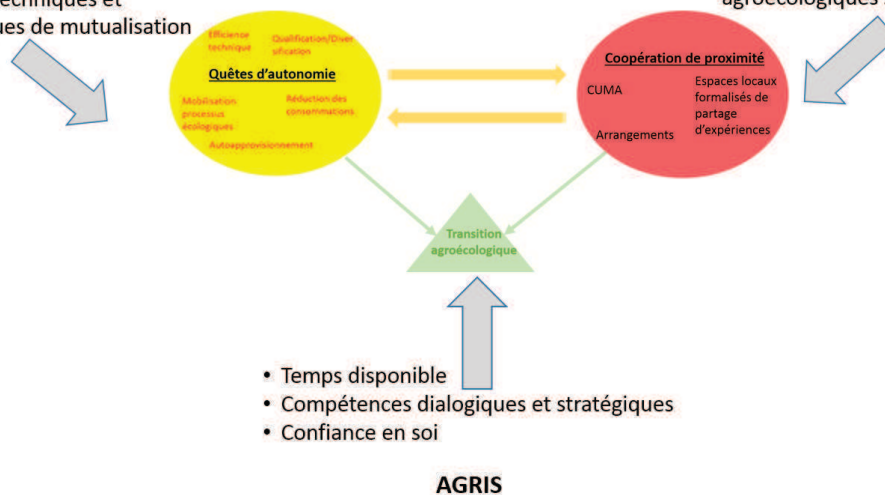 techniques et
ues de mutualisation
agroécologiques
Efficience
technique
Qualification/Diver
sification
Quêtes d'autonomie
Mobilisation
processus
écologiques
Réduction des
consommations
Autoapprovisionnement
Coopération de proximité
CUMA
Espaces locaux
formalisés de
partage
d'expériences
Arrangements
Transition
agroécologique
• Temps disponible
• Compétences dialogiques et stratégiques
• Confiance en soi
AGRIS